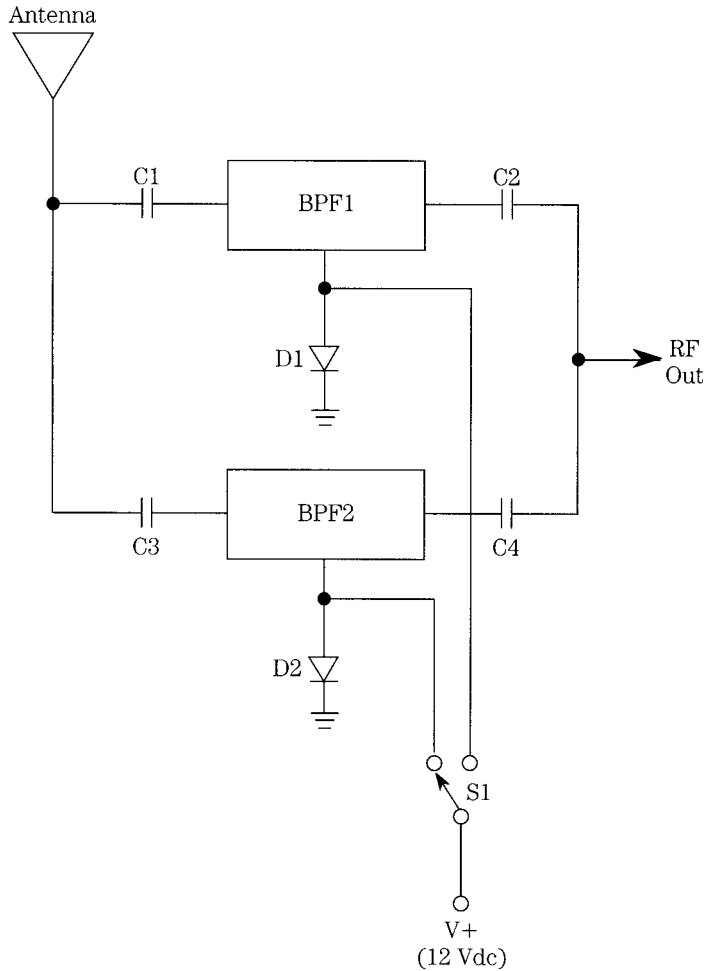 Antenna
C1
BPF1
C2
D1
RF
Out
BPF2
C3
C4
D2
S1
V+
(12 Vdc)